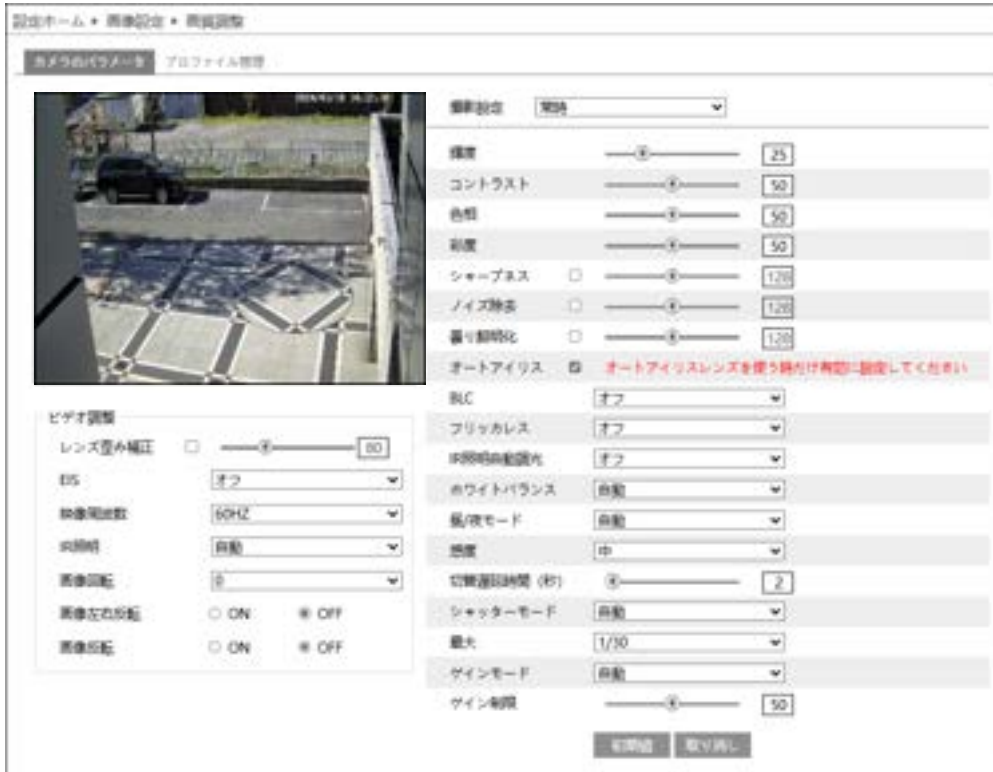 設定ホーム ▸ 画像設定 ▸ 画質調整
カメラのパラメータ プロファイル管理
撮影設定 常時
輝度 25
コントラスト 50
色相 50
彩度 50
シャープネス 128
ノイズ除去 128
曇り鮮明化 128
オートアイリス オートアイリスレンズを使う時だけ有効に設定してください
BLC オフ
フリッカレス オフ
IR照明自動調光 オフ
ホワイトバランス 自動
昼/夜モード 自動
感度 中
切替遅延時間（秒） 2
シャッターモード 自動
最大 1/30
ゲインモード 自動
ゲイン制限 50
初期値 取り消し
ビデオ調整
レンズ歪み補正 80
EIS オフ
映像周波数 60HZ
IR照明 自動
画像回転 0
画像左右反転 ON OFF
画像反転 ON OFF